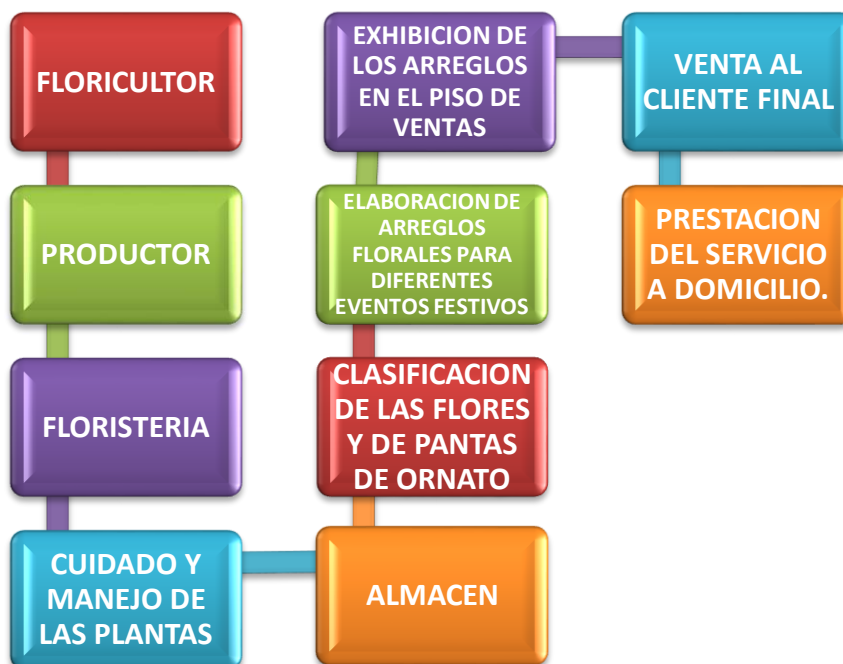 FLORICULTOR
PRODUCTOR
FLORISTERIA
CUIDADO Y
MANEJO DE
LAS PLANTAS
ALMACEN
CLASIFICACION
DE LAS FLORES
Y DE PANTAS
DE ORNATO
ELABORACION DE
ARREGLOS
FLORALES PARA
DIFERENTES
EVENTOS FESTIVOS
EXHIBICION DE
LOS ARREGLOS
EN EL PISO DE
VENTAS
VENTA AL
CLIENTE FINAL
PRESTACION
DEL SERVICIO
A DOMICILIO.